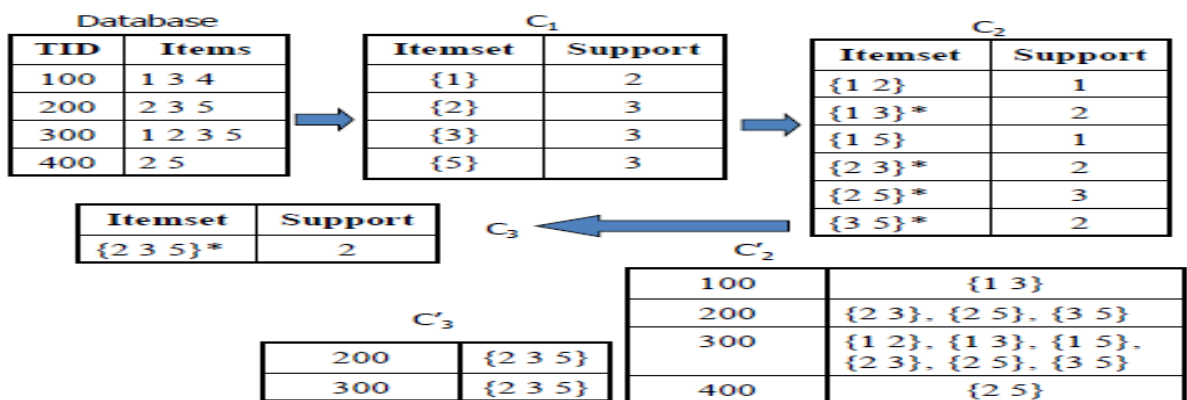 Database
TID Items
100 1 3 4
200 2 3 5
300 1 2 3 5
400 2 5
C₁
Itemset Support
{1} 2
{2} 3
{3} 3
{5} 3
C₂
Itemset Support
{1 2} 1
{1 3}* 2
{1 5} 1
{2 3}* 2
{2 5}* 3
{3 5}* 2
C₃
Itemset Support
{2 3 5}* 2
C′₂
100 {1 3}
200 {2 3}, {2 5}, {3 5}
300 {1 2}, {1 3}, {1 5},
{2 3}, {2 5}, {3 5}
400 {2 5}
C′₃
200 {2 3 5}
300 {2 3 5}